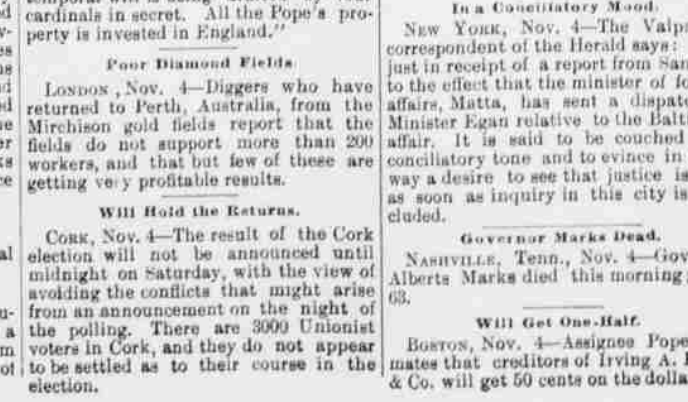 cardinals in secret. All the Pope's pro-
perty is invested in England."
Poor Diamond Fields
LONDON, Nov. 4—Diggers who have
returned to Perth, Australia, from the
Mirchison gold fields report that the
fields do not support more than 200
workers, and that but few of these are
getting very profitable results.
Will Hold the Returns.
CORK, Nov. 4—The result of the Cork
election will not be announced until
midnight on Saturday, with the view of
avoiding the conflicts that might arise
from an announcement on the night of
the polling. There are 3000 Unionist
voters in Cork, and they do not appear
to be settled as to their course in the
election.
In a Conciliatory Mood.
NEW YORK, Nov. 4—The Valp
correspondent of the Herald says:
just in receipt of a report from San
to the effect that the minister of fo
affairs, Matta, has sent a dispatc
Minister Egan relative to the Balti
affair. It is said to be couched
conciliatory tone and to evince in
way a desire to see that justice is
as soon as inquiry in this city is
cluded.
Governor Marks Dead.
NASHVILLE, Tenn., Nov. 4—Gov
Alberts Marks died this morning
63.
Will Get One-Half.
BOSTON, Nov. 4—Assignee Pope
mates that creditors of Irving A.
& Co. will get 50 cents on the dolla